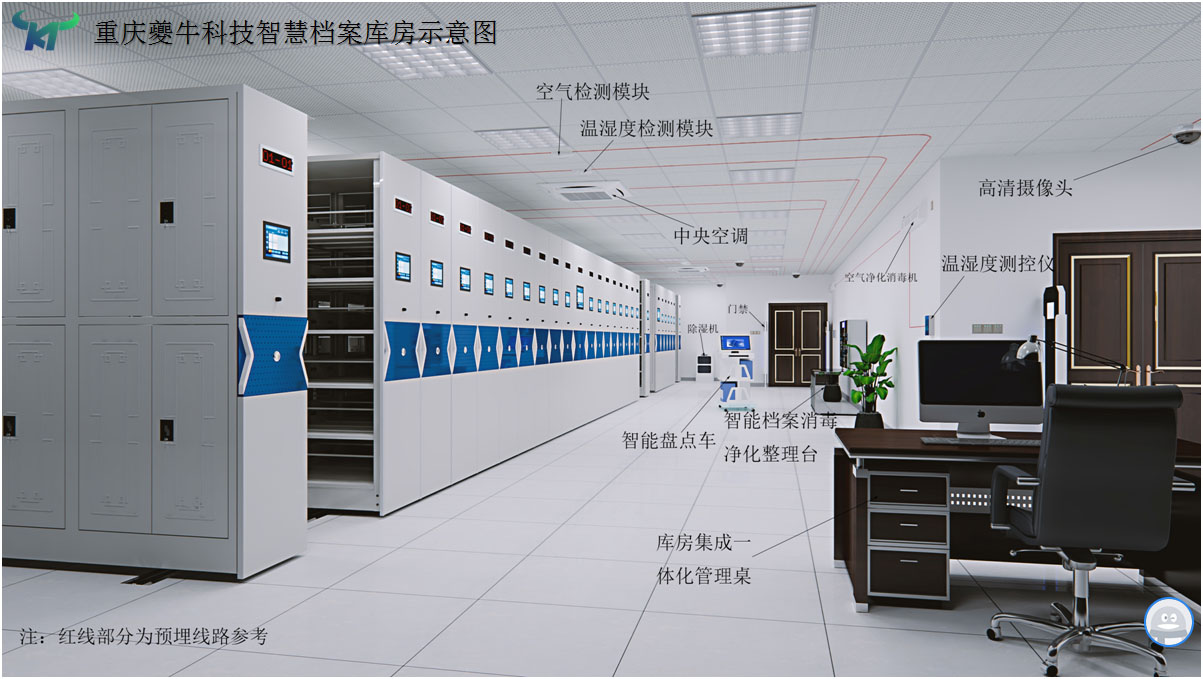 重庆夔牛科技智慧档案库房示意图
空气检测模块
温湿度检测模块
高清摄像头
中央空调
温湿度测控仪
空气净化消毒机
门禁
除湿机
智能盘点车
智能档案消毒
净化整理台
库房集成一
体化管理桌
注：红线部分为预埋线路参考